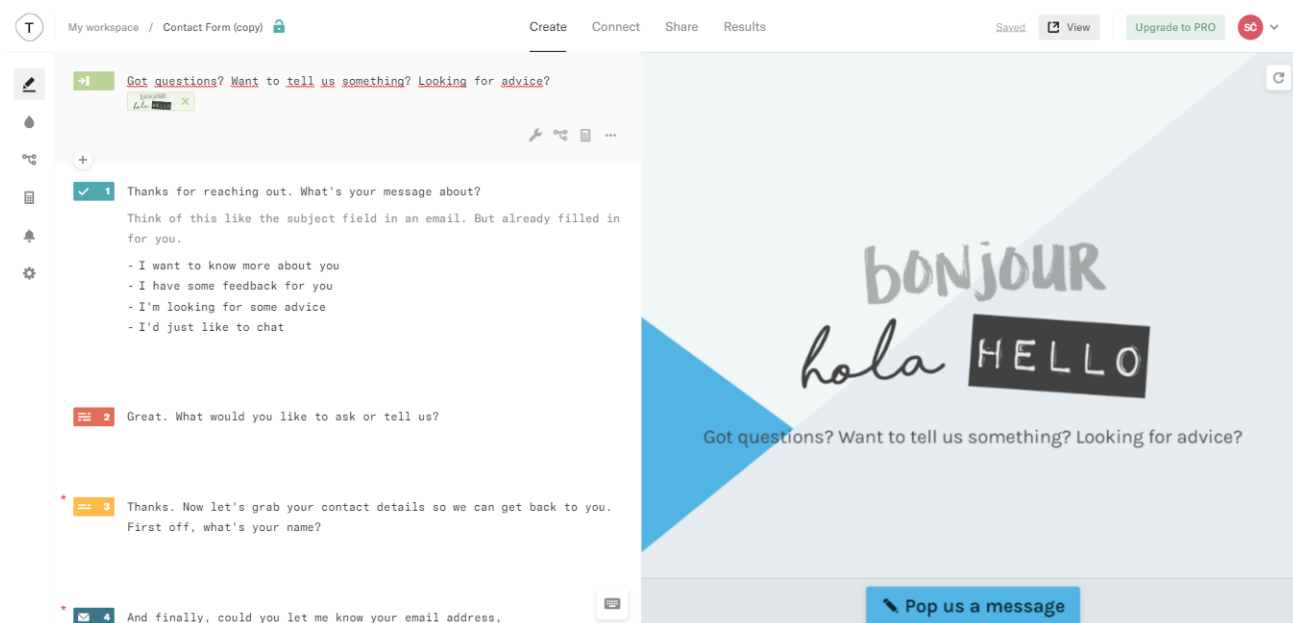 T
My workspace / Contact Form (copy)
Create
Connect
Share
Results
Saved
View
Upgrade to PRO
SČ
Got questions? Want to tell us something? Looking for advice?
bonjour
hola HELLO
1
Thanks for reaching out. What's your message about?
Think of this like the subject field in an email. But already filled in
for you.
- I want to know more about you
- I have some feedback for you
- I'm looking for some advice
- I'd just like to chat
2
Great. What would you like to ask or tell us?
* 3
Thanks. Now let's grab your contact details so we can get back to you.
First off, what's your name?
* 4
And finally, could you let me know your email address,
bonjouR
hola HELLO
Got questions? Want to tell us something? Looking for advice?
Pop us a message